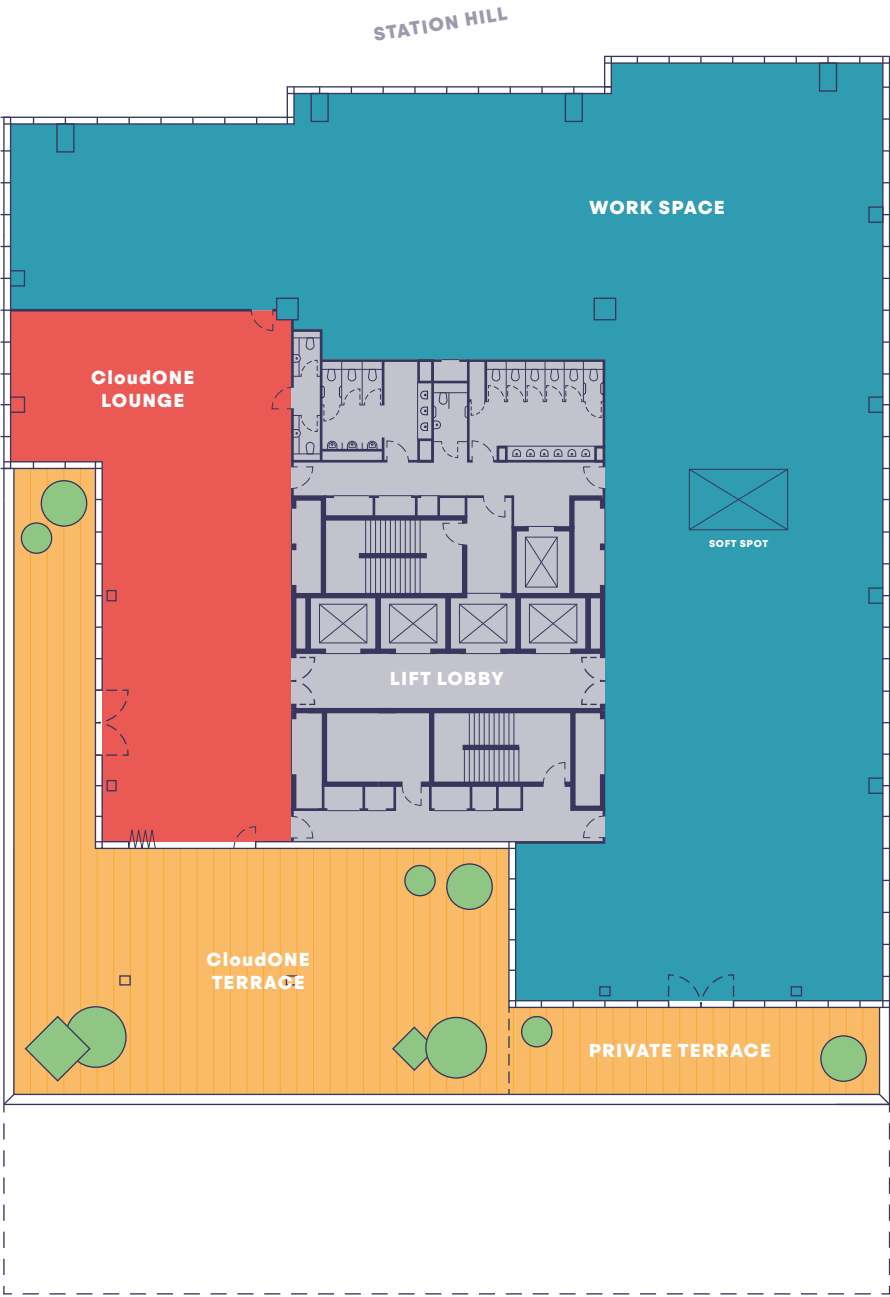 STATION HILL
WORK SPACE
CloudONE
LOUNGE
SOFT SPOT
LIFT LOBBY
CloudONE
TERRACE
PRIVATE TERRACE